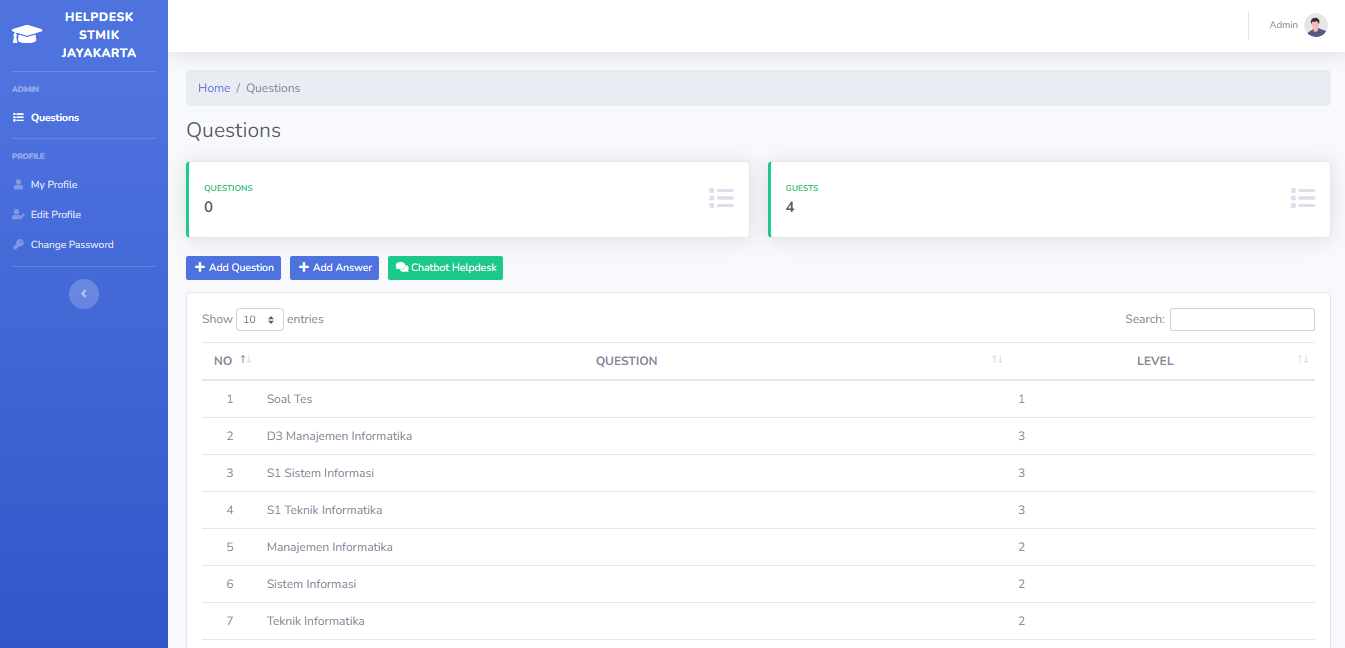 HELPDESK
STMIK
JAYAKARTA
Admin
ADMIN
Questions
PROFILE
My Profile
Edit Profile
Change Password
Home / Questions
Questions
QUESTIONS
0
GUESTS
4
Add Question
Add Answer
Chatbot Helpdesk
Show 10 entries
Search:
NO QUESTION LEVEL
1 Soal Tes 1
2 D3 Manajemen Informatika 3
3 S1 Sistem Informasi 3
4 S1 Teknik Informatika 3
5 Manajemen Informatika 2
6 Sistem Informasi 2
7 Teknik Informatika 2